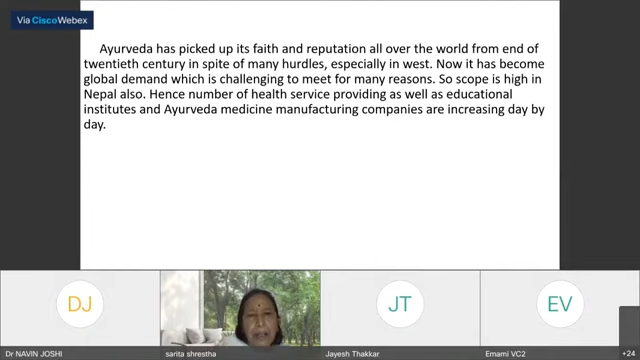 Via Cisco Webex
Ayurveda has picked up its faith and reputation all over the world from end of
twentieth century in spite of many hurdles, especially in west. Now it has become
global demand which is challenging to meet for many reasons. So scope is high in
Nepal also. Hence number of health service providing as well as educational
institutes and Ayurveda medicine manufacturing companies are increasing day by
day.
DJ
JT
EV
Dr NAVIN JOSHI
sarita shrestha
Jayesh Thakkar
Emami VC2
+24